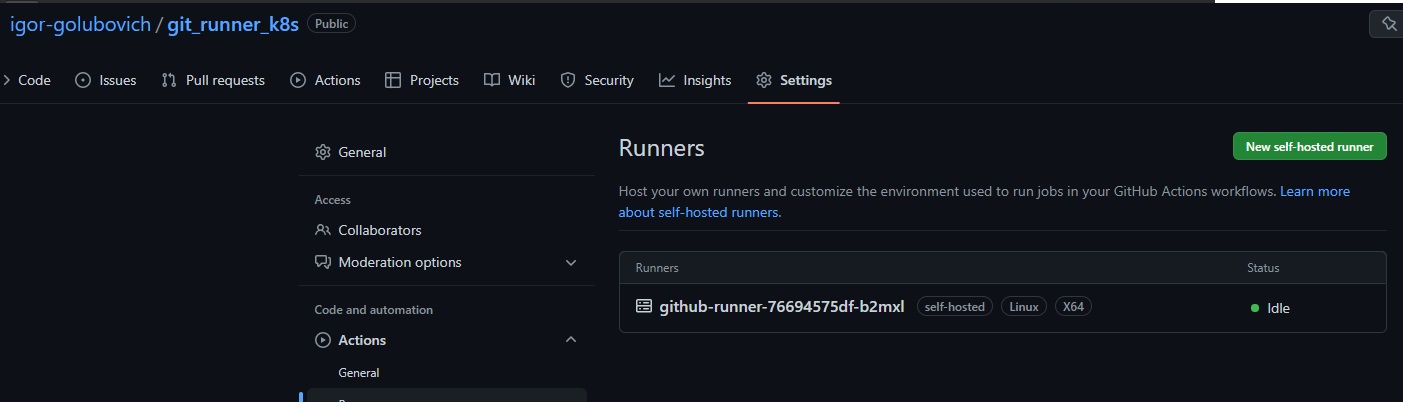 igor-golubovich / git_runner_k8s Public
Code Issues Pull requests Actions Projects Wiki Security Insights Settings
General
Access
Collaborators
Moderation options
Code and automation
Actions
General
Runners
New self-hosted runner
Host your own runners and customize the environment used to run jobs in your GitHub Actions workflows. Learn more
about self-hosted runners.
Runners Status
github-runner-76694575df-b2mxl self-hosted Linux X64 Idle